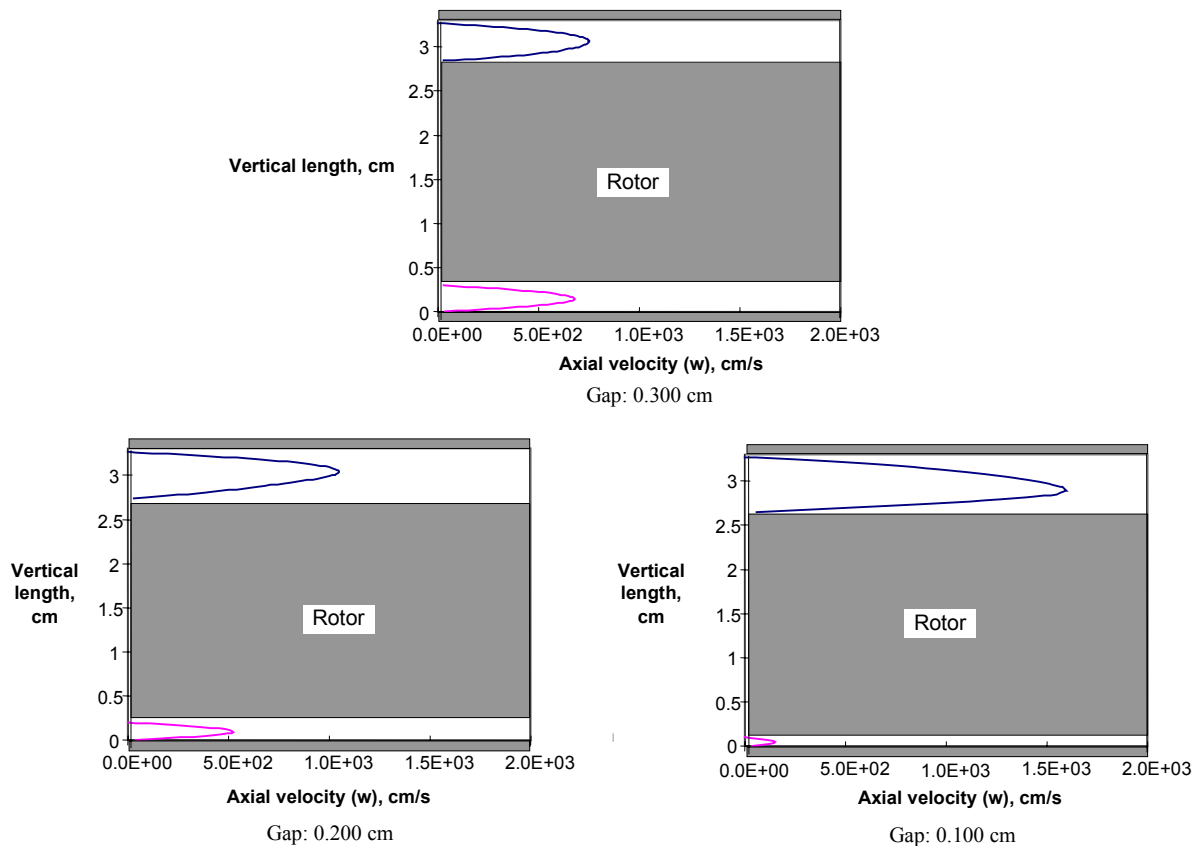 3
2.5
2
Vertical length, cm
1.5
Rotor
1
0.5
0
0.0E+00 5.0E+02 1.0E+03 1.5E+03 2.0E+03
Axial velocity (w), cm/s
Gap: 0.300 cm
3
2.5
2
Vertical
length,
cm
1.5
Rotor
1
0.5
0
0.0E+00 5.0E+02 1.0E+03 1.5E+03 2.0E+03
Axial velocity (w), cm/s
Gap: 0.200 cm
3
2.5
2
Vertical
length,
cm
1.5
Rotor
1
0.5
0
0.0E+00 5.0E+02 1.0E+03 1.5E+03 2.0E+03
Axial velocity (w), cm/s
Gap: 0.100 cm